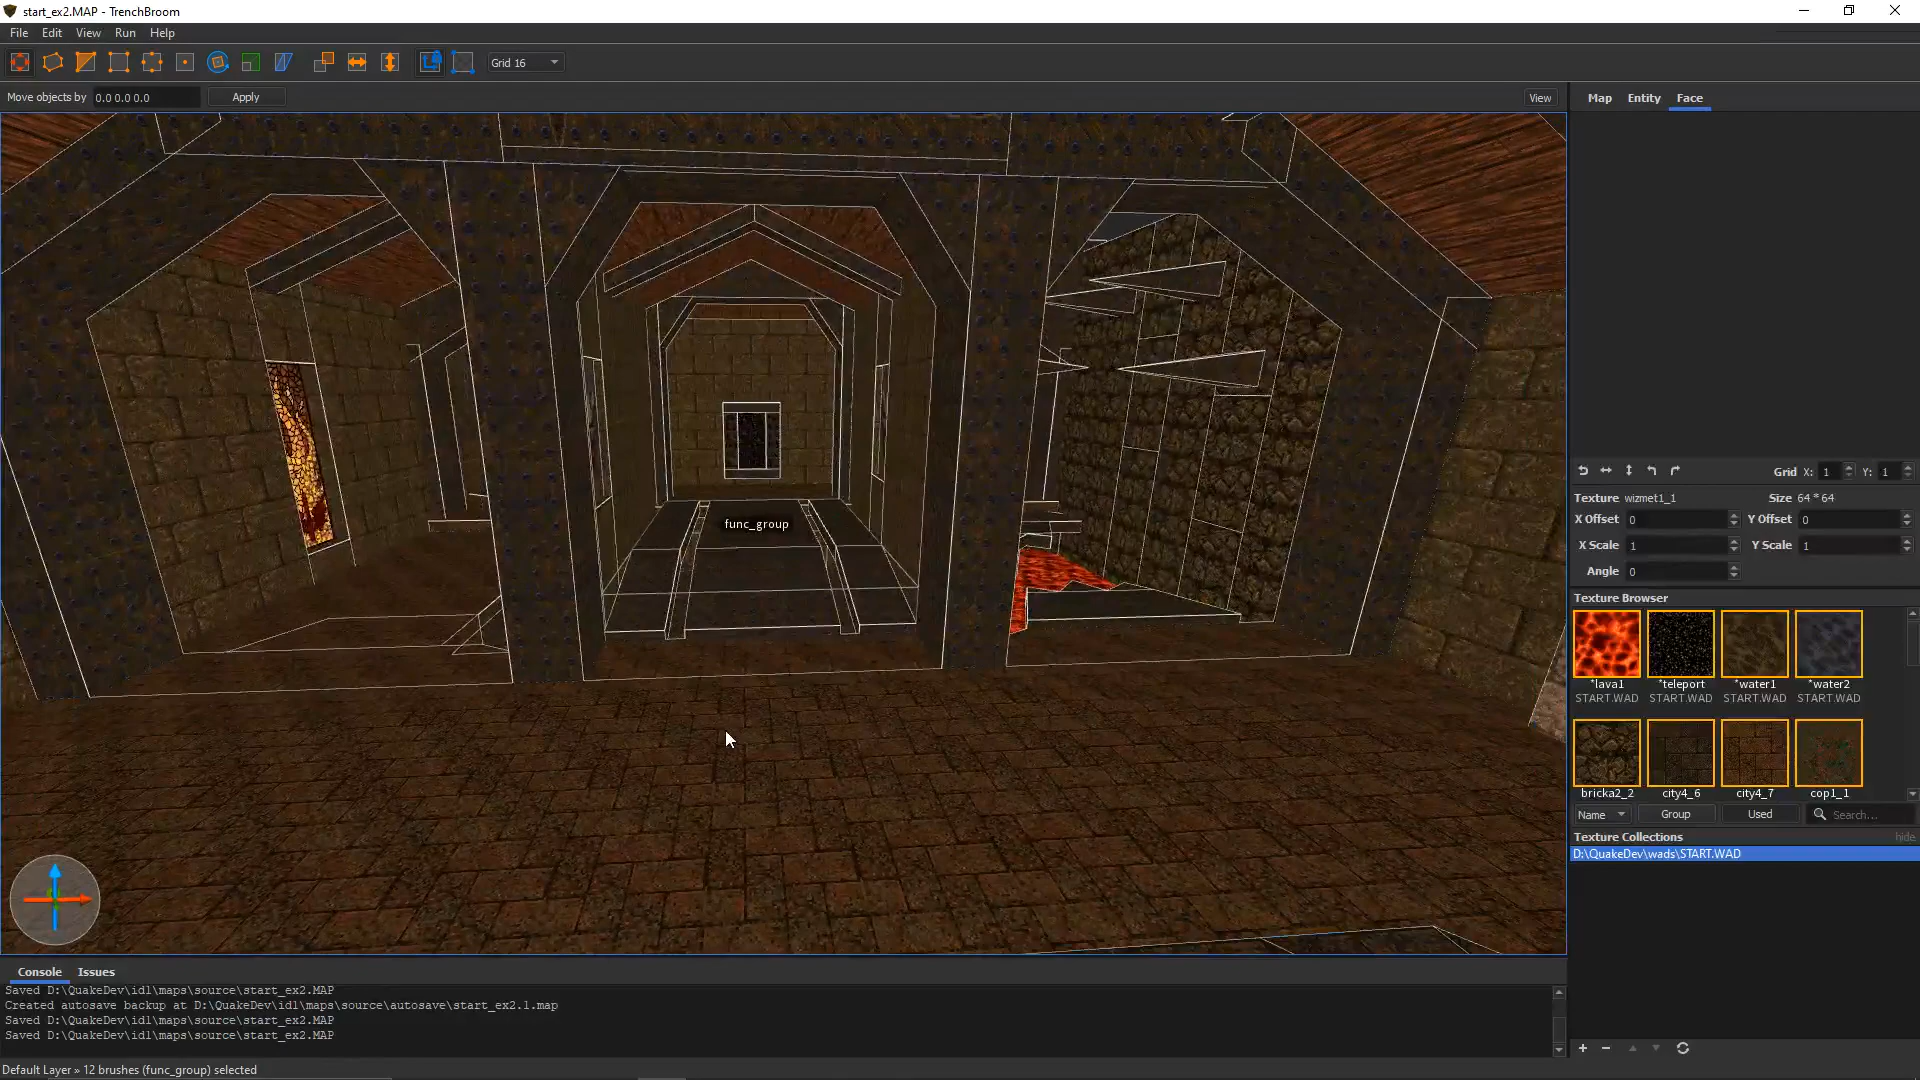 start_ex2.MAP - TrenchBroom
File Edit View Run Help
Grid 16
Move objects by 0.0 0.0 0.0 Apply View
Map Entity Face
func_group
Grid X: 1 Y: 1
Texture wizmet1_1 Size 64 * 64
X Offset 0 Y Offset 0
X Scale 1 Y Scale 1
Angle 0
Texture Browser
*lava1 *teleport *water1 *water2
START.WAD START.WAD START.WAD START.WAD
bricka2_2 city4_6 city4_7 cop1_1
Name Group Used Search...
Texture Collections hide
D:\QuakeDev\wads\START.WAD
Console Issues
Saved D:\QuakeDev\id1\maps\source\start_ex2.MAP
Created autosave backup at D:\QuakeDev\id1\maps\source\autosave\start_ex2.1.map
Saved D:\QuakeDev\id1\maps\source\start_ex2.MAP
Saved D:\QuakeDev\id1\maps\source\start_ex2.MAP
Default Layer » 12 brushes (func_group) selected